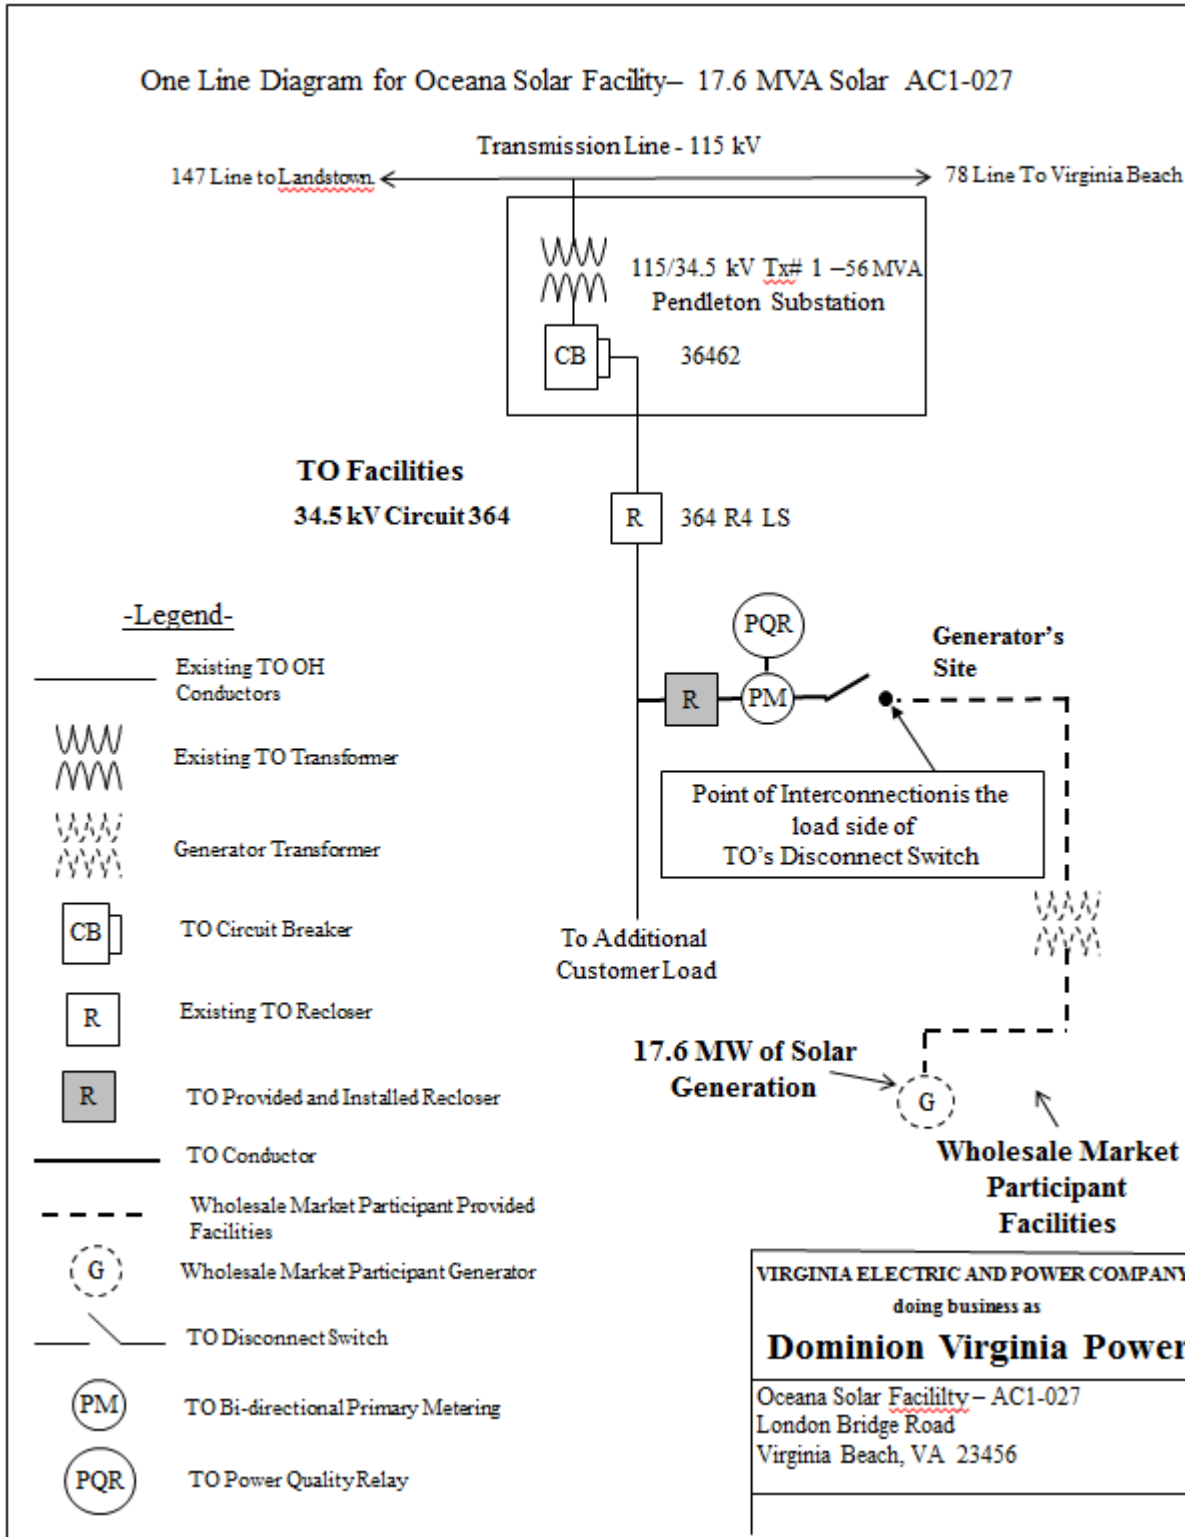 One Line Diagram for Oceana Solar Facility– 17.6 MVA Solar AC1-027
Transmission Line - 115 kV
147 Line to Landstown.
78 Line To Virginia Beach
115/34.5 kV Tx# 1 –56 MVA
Pendleton Substation
CB
36462
TO Facilities
34.5 kV Circuit 364
R
364 R4 LS
-Legend-
Existing TO OH
Conductors
Existing TO Transformer
Generator Transformer
CB
TO Circuit Breaker
R
Existing TO Recloser
R
TO Provided and Installed Recloser
TO Conductor
Wholesale Market Participant Provided
Facilities
G
Wholesale Market Participant Generator
TO Disconnect Switch
PM
TO Bi-directional Primary Metering
PQR
TO Power Quality Relay
PQR
R
PM
Generator's
Site
Point of Interconnectionis the
load side of
TO's Disconnect Switch
To Additional
Customer Load
17.6 MW of Solar
Generation
G
Wholesale Market
Participant
Facilities
VIRGINIA ELECTRIC AND POWER COMPANY
doing business as
Dominion Virginia Power
Oceana Solar Facililty – AC1-027
London Bridge Road
Virginia Beach, VA 23456